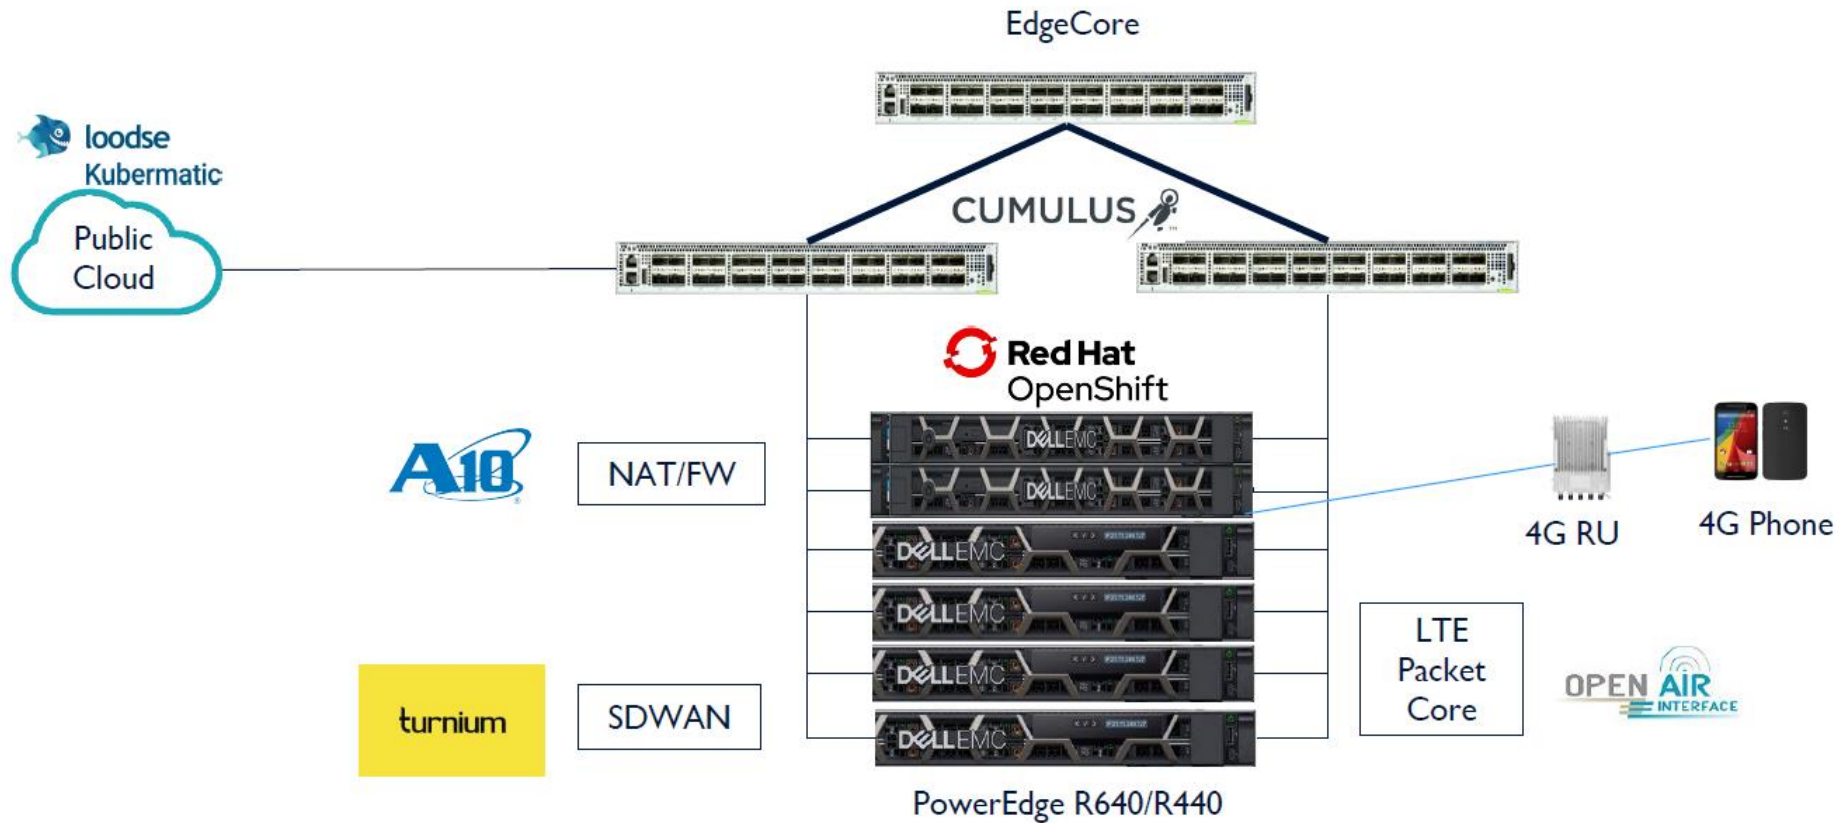 EdgeCore
loodse
Kubermatic
Public
Cloud
CUMULUS
TM
Red Hat
OpenShift
A10
®
NAT/FW
DELLEMC
DELLEMC
DELLEMC
DELLEMC
DELLEMC
DELLEMC
4G RU
4G Phone
LTE
Packet
Core
OPEN AIR
INTERFACE
turnium
SDWAN
PowerEdge R640/R440